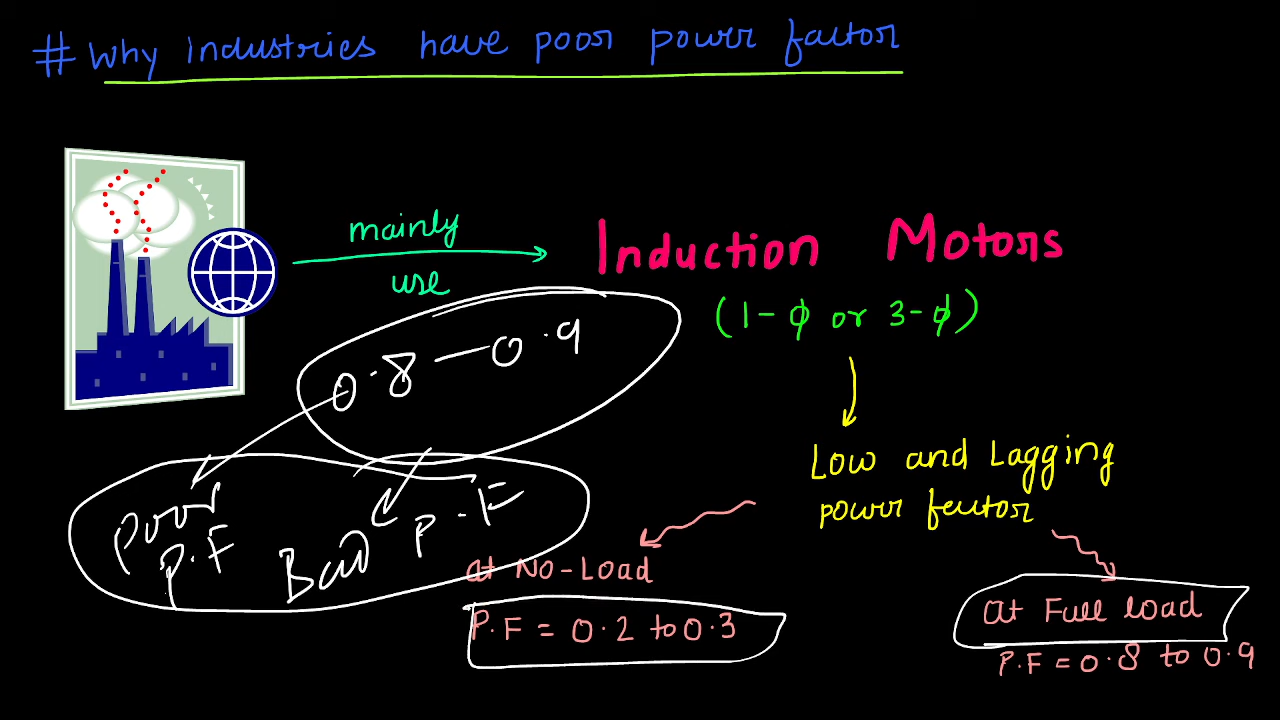 # Why industries have poor power factor
mainly
use
Induction Motors
(1-ϕ or 3-ϕ)
0.8 — 0.9
Low and Lagging
power factor
Poor
P.F
Bad P.F
at No-Load
P.F = 0.2 to 0.3
at Full load
P.F = 0.8 to 0.9